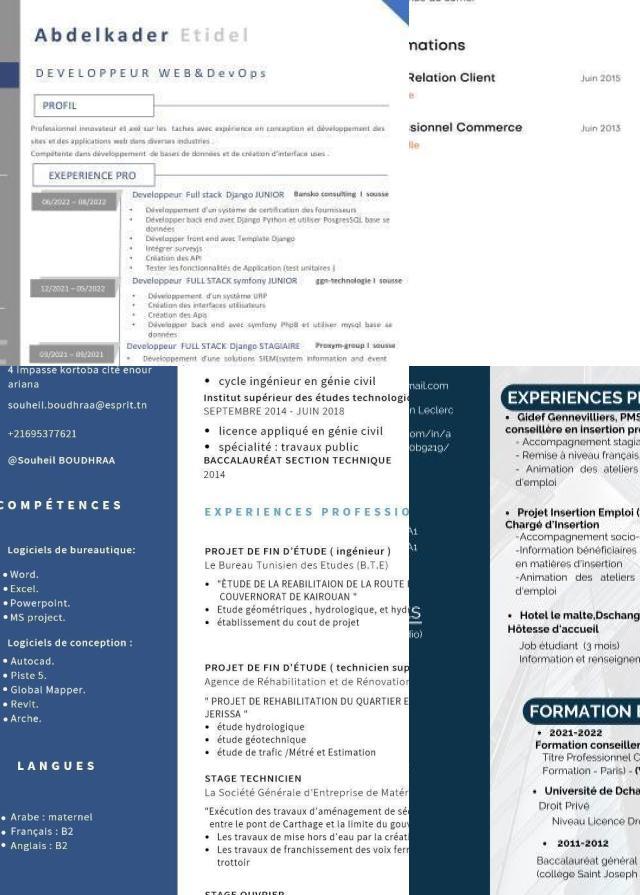 Abdelkader Etidel
DEVELOPPEUR WEB&DevOps
PROFIL
Professionnel innovateur et axé sur les taches avec expérience en conception et développement des
sites et des applications web dans diverses industries .
Compétente dans développement de bases de données et de création d'interface uses .
EXEPERIENCE PRO
06/2022 – 08/2022
Developpeur Full stack Django JUNIOR Bansko consulting I sousse
• Développement d'un système de certification des fournisseurs
• Développer back end avec Django Python et utiliser PosgresSQL base se
données
• Développer front end avec Template Django
• Intégrer surveyjs
• Création des API
• Tester les fonctionnalités de Application (test unitaires )
12/2021 – 05/2022
Développeur FULL STACK symfony JUNIOR ggn-technologie I sousse
• Développement d'un système URP
• Création des interfaces utilisateurs
• Création des Apis
• Développer back end avec symfony Php8 et utiliser mysql base se
données
03/2021 – 09/2021
Développeur FULL STACK Django STAGIAIRE Proxym-group I sousse
• Développement d'une solutions SIEM(system information and event
mations
Relation Client Juin 2015
e
ssionnel Commerce Juin 2013
lle
4 impasse kortoba cité enour
ariana
souheil.boudhraa@esprit.tn
+21695377621
@Souheil BOUDHRAA
COMPÉTENCES
Logiciels de bureautique:
• Word.
• Excel.
• Powerpoint.
• MS project.
Logiciels de conception :
• Autocad.
• Piste 5.
• Global Mapper.
• Revit.
• Arche.
LANGUES
• Arabe : maternel
• Français : B2
• Anglais : B2
• cycle ingénieur en génie civil
Institut supérieur des études technologi
SEPTEMBRE 2014 - JUIN 2018
• licence appliqué en génie civil
• spécialité : travaux public
BACCALAURÉAT SECTION TECHNIQUE
2014
EXPERIENCES PROFESSIO
PROJET DE FIN D'ÉTUDE ( ingénieur )
Le Bureau Tunisien des Etudes (B.T.E)
• "ÉTUDE DE LA REABILITAION DE LA ROUTE
COUVERNORAT DE KAIROUAN "
• Etude géométriques , hydrologique, et hyd
• établissement du cout de projet
PROJET DE FIN D'ÉTUDE ( technicien sup
Agence de Réhabilitation et de Rénovation
" PROJET DE REHABILITATION DU QUARTIER E
JERISSA "
• étude hydrologique
• étude géotechnique
• étude de trafic /Métré et Estimation
STAGE TECHNICIEN
La Société Générale d'Entreprise de Matér
"Exécution des travaux d'aménagement de sé
entre le pont de Carthage et la limite du gouv
• Les travaux de mise hors d'eau par la créati
• Les travaux de franchissement des voix fer
trottoir
STAGE OUVRIER
mail.com
n Leclerc
om/in/a
0b9219/
A1
A1
S
dio)
EXPERIENCES PR
• Gidef Gennevilliers, PMS
conseillère en insertion pro
- Accompagnement stagia
- Remise à niveau français
- Animation des ateliers
d'emploi
• Projet Insertion Emploi (
Chargé d'Insertion
-Accompagnement socio-
-Information bénéficiaires
en matières d'insertion
-Animation des ateliers
d'emploi
• Hotel le malte,Dschang
Hôtesse d'accueil
Job étudiant (3 mois)
Information et renseignem
FORMATION E
• 2021-2022
Formation conseiller
Titre Professionnel C
Formation - Paris) - (
• Université de Dcha
Droit Privé
Niveau Licence Dro
• 2011-2012
Baccalauréat général
(collège Saint Joseph